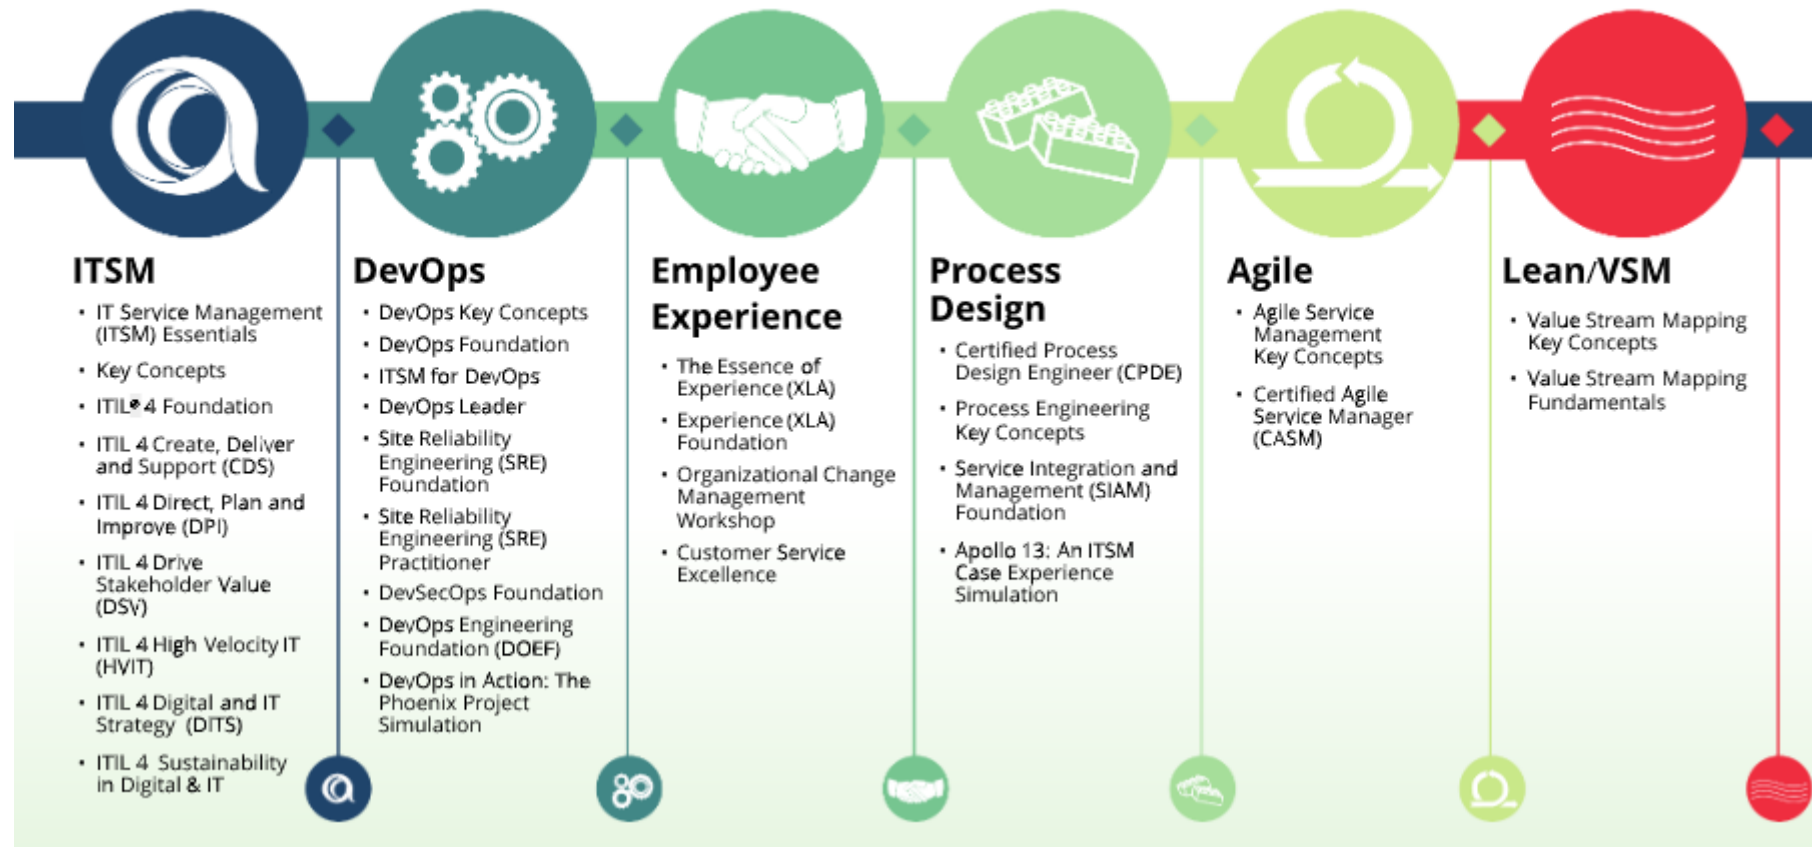 ITSM
• IT Service Management
(ITSM) Essentials
• Key Concepts
• ITIL® 4 Foundation
• ITIL 4 Create, Deliver
and Support (CDS)
• ITIL 4 Direct, Plan and
Improve (DPI)
• ITIL 4 Drive
Stakeholder Value
(DSV)
• ITIL 4 High Velocity IT
(HVIT)
• ITIL 4 Digital and IT
Strategy (DITS)
• ITIL 4 Sustainability
in Digital & IT
DevOps
• DevOps Key Concepts
• DevOps Foundation
• ITSM for DevOps
• DevOps Leader
• Site Reliability
Engineering (SRE)
Foundation
• Site Reliability
Engineering (SRE)
Practitioner
• DevSecOps Foundation
• DevOps Engineering
Foundation (DOEF)
• DevOps in Action: The
Phoenix Project
Simulation
Employee
Experience
• The Essence of
Experience (XLA)
• Experience (XLA)
Foundation
• Organizational Change
Management
Workshop
• Customer Service
Excellence
Process
Design
• Certified Process
Design Engineer (CPDE)
• Process Engineering
Key Concepts
• Service Integration and
Management (SIAM)
Foundation
• Apollo 13: An ITSM
Case Experience
Simulation
Agile
• Agile Service
Management
Key Concepts
• Certified Agile
Service Manager
(CASM)
Lean/VSM
• Value Stream Mapping
Key Concepts
• Value Stream Mapping
Fundamentals